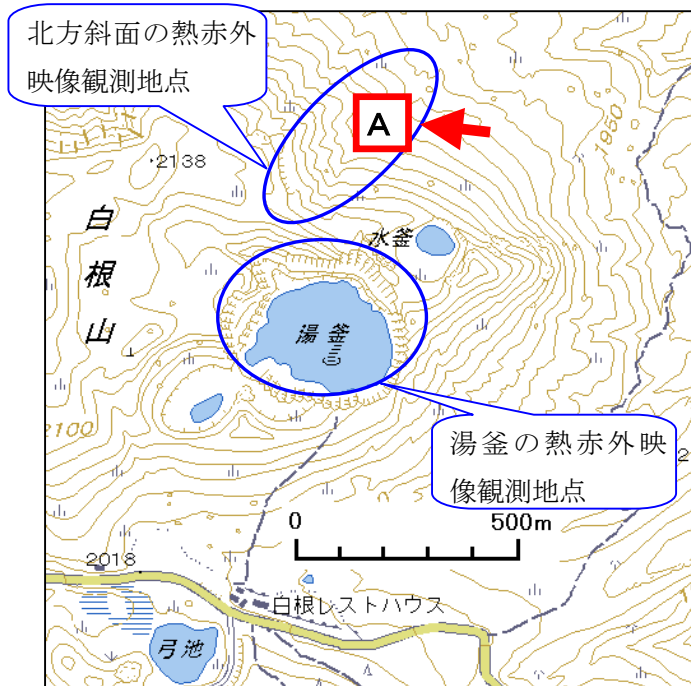 北方斜面の熱赤外
映像観測地点
A
1950
・2138
白根山
水釜
湯釜
2100
湯釜の熱赤外映
像観測地点
2
0
500m
2018
白根レストハウス
弓池